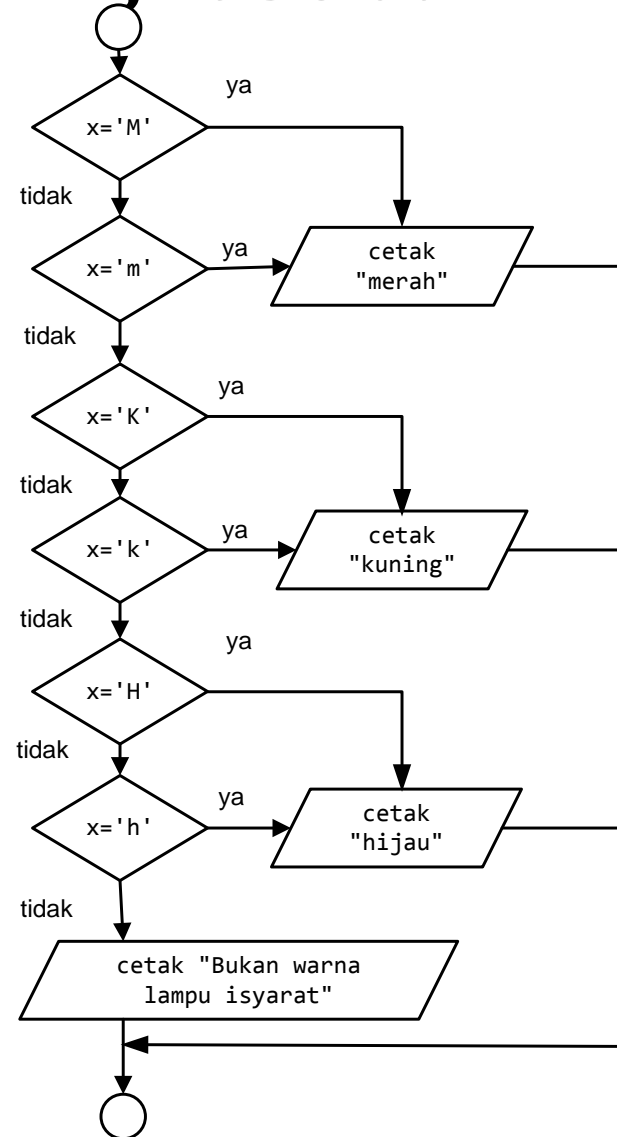 ya
x='M'
tidak
x='m'
ya
cetak
"merah"
tidak
ya
x='K'
tidak
x='k'
ya
cetak
"kuning"
tidak
ya
x='H'
tidak
x='h'
ya
cetak
"hijau"
tidak
cetak "Bukan warna
lampu isyarat"